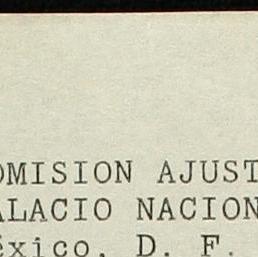 OMISION AJUST
ALACIO NACION
éxico, D. F.